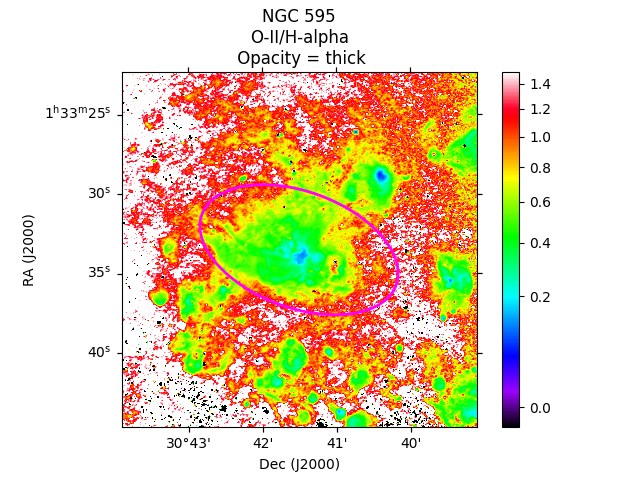 NGC 595
O-II/H-alpha
Opacity = thick
1ʰ33ᵐ25ˢ
30ˢ
35ˢ
40ˢ
RA (J2000)
30°43' 42' 41' 40'
Dec (J2000)
1.4
1.2
1.0
0.8
0.6
0.4
0.2
0.0